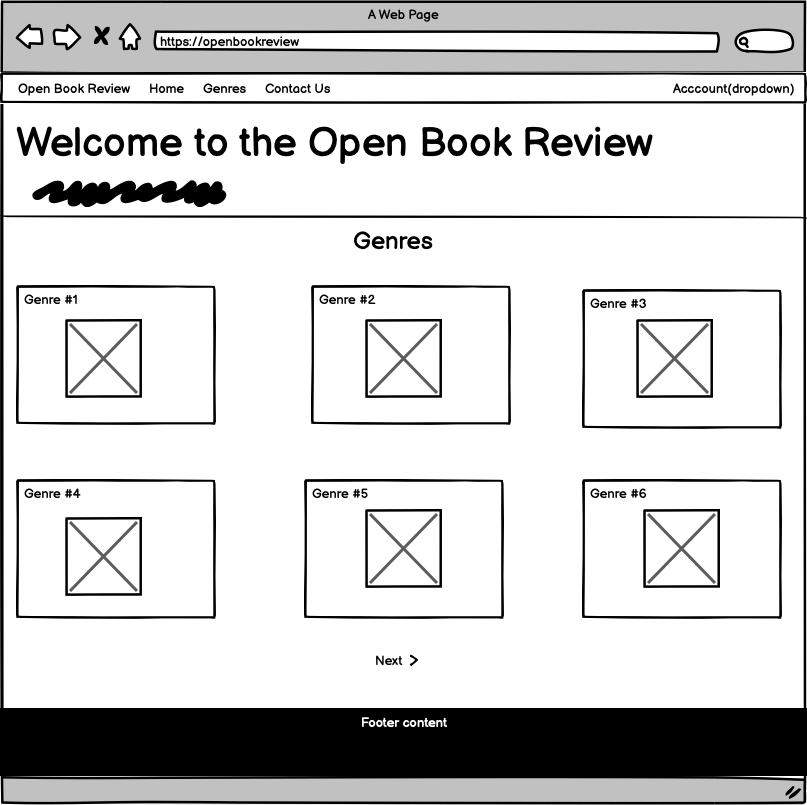 A Web Page
https://openbookreview
Open Book Review Home Genres Contact Us Acccount(dropdown)
Welcome to the Open Book Review
Genres
Genre #1 Genre #2 Genre #3
Genre #4 Genre #5 Genre #6
Next >
Footer content